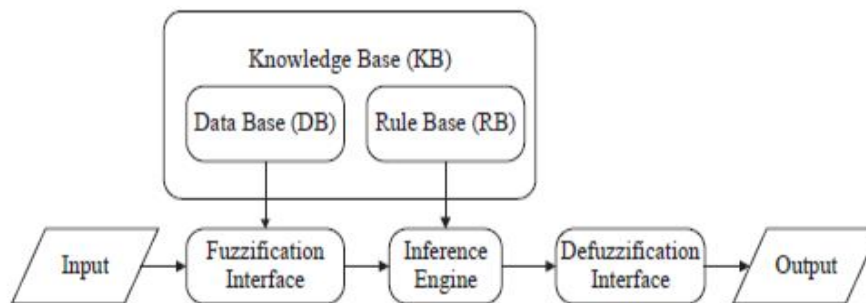 Knowledge Base (KB)
Data Base (DB)
Rule Base (RB)
Input
Fuzzification
Interface
Inference
Engine
Defuzzification
Interface
Output